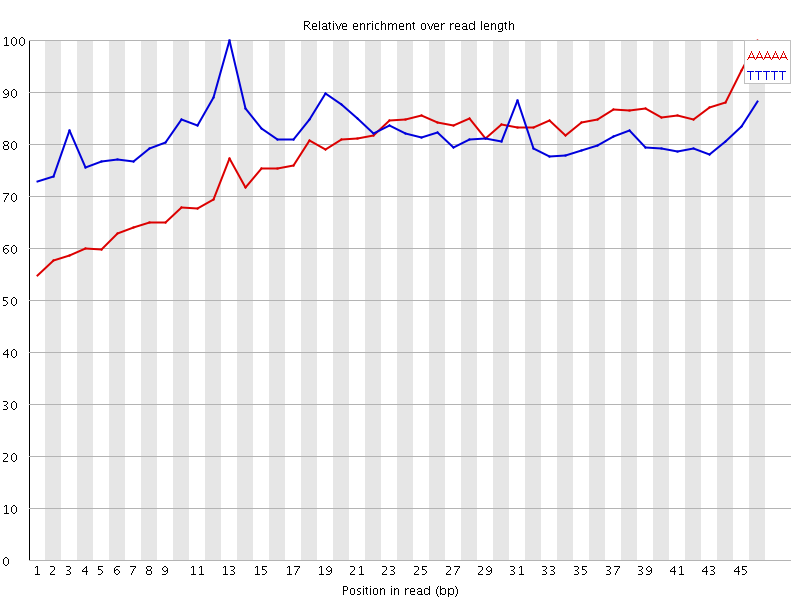 Relative enrichment over read length
100
90
80
70
60
50
40
30
20
10
0
AAAAA
TTTTT
1 2 3 4 5 6 7 8 9 11 13 15 17 19 21 23 25 27 29 31 33 35 37 39 41 43 45
Position in read (bp)